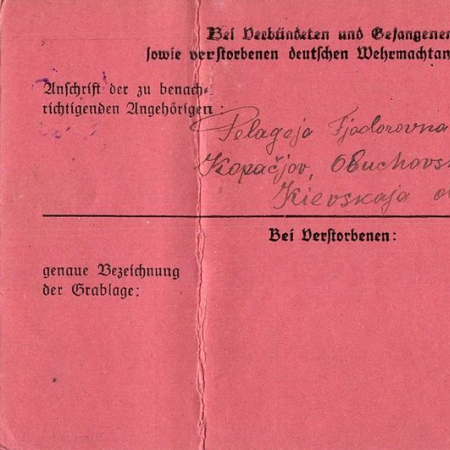 Bei Verbündeten und Gefangenen
sowie verstorbenen deutschen Wehrmachtan
Anschrift der zu benach-
richtigenden Angehörigen:
Pelageja Fjodorovna
Kopačjov, Obuchovs
Kievskaja o
Bei Verstorbenen:
genaue Bezeichnung
der Grablage: